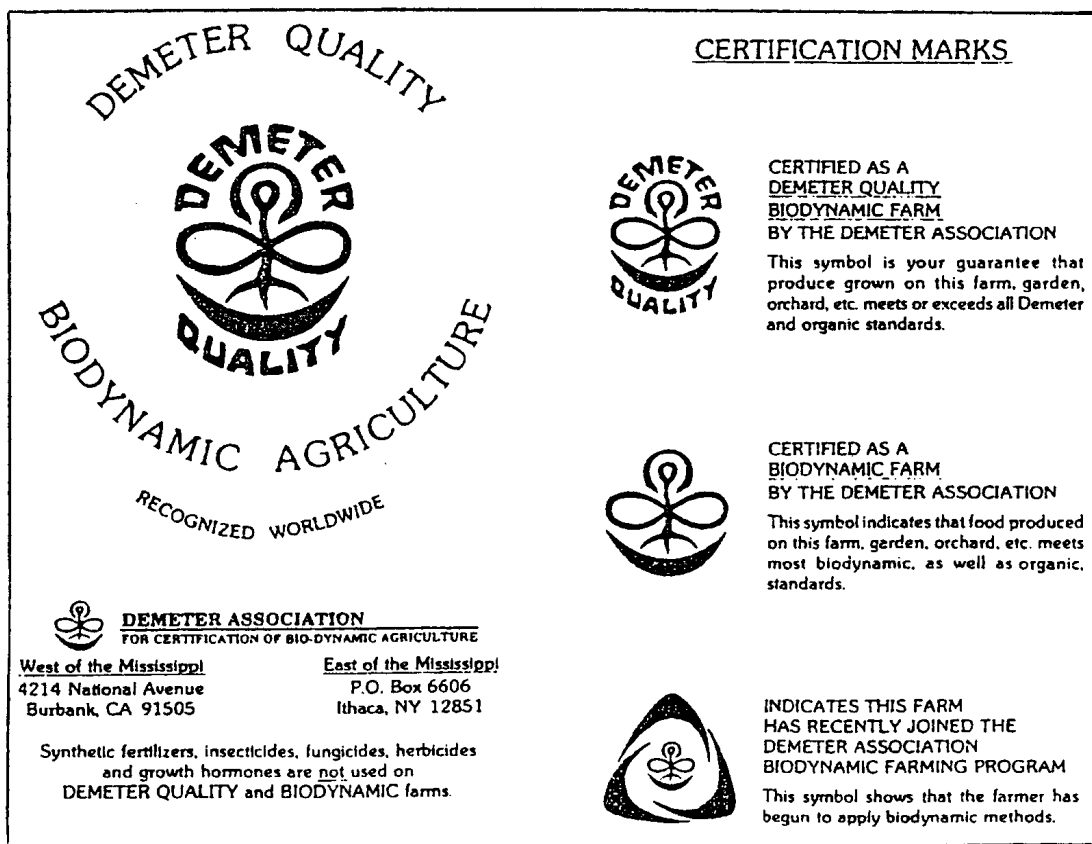 DEMETER QUALITY
DEMETER
QUALITY
BIODYNAMIC AGRICULTURE
RECOGNIZED WORLDWIDE
DEMETER ASSOCIATION
FOR CERTIFICATION OF BIO-DYNAMIC AGRICULTURE
West of the Mississippi
4214 National Avenue
Burbank, CA 91505
East of the Mississippi
P.O. Box 6606
Ithaca, NY 12851
Synthetic fertilizers, insecticides, fungicides, herbicides
and growth hormones are not used on
DEMETER QUALITY and BIODYNAMIC farms.
CERTIFICATION MARKS
DEMETER
QUALITY
CERTIFIED AS A
DEMETER QUALITY
BIODYNAMIC FARM
BY THE DEMETER ASSOCIATION
This symbol is your guarantee that
produce grown on this farm, garden,
orchard, etc. meets or exceeds all Demeter
and organic standards.
CERTIFIED AS A
BIODYNAMIC FARM
BY THE DEMETER ASSOCIATION
This symbol indicates that food produced
on this farm, garden, orchard, etc. meets
most biodynamic, as well as organic,
standards.
INDICATES THIS FARM
HAS RECENTLY JOINED THE
DEMETER ASSOCIATION
BIODYNAMIC FARMING PROGRAM
This symbol shows that the farmer has
begun to apply biodynamic methods.